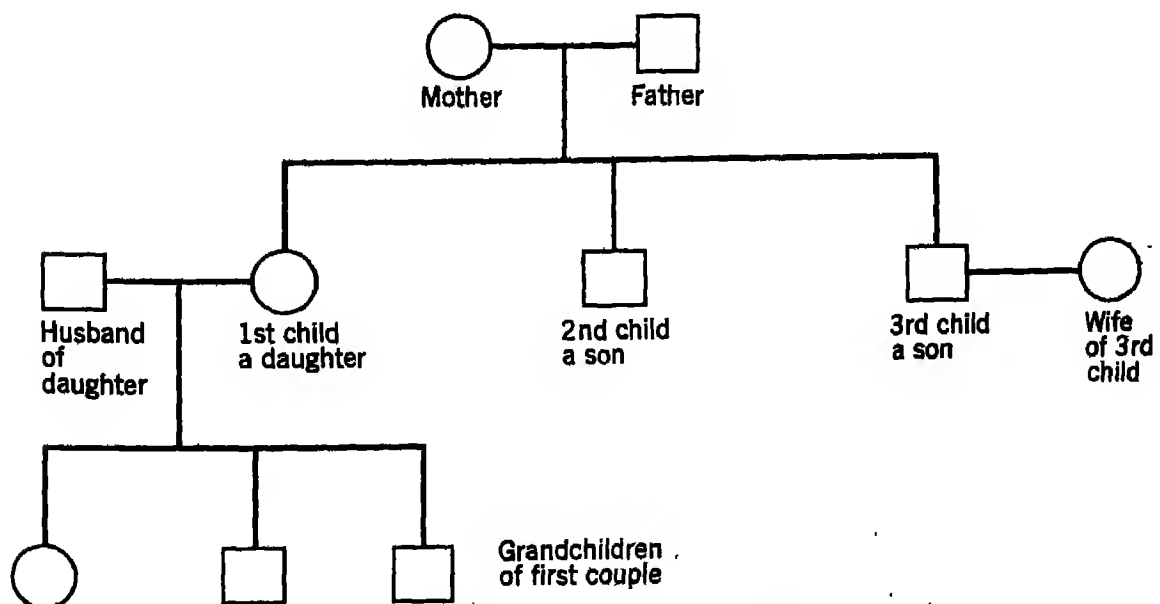 Mother
Father
Husband
of
daughter
1st child
a daughter
2nd child
a son
3rd child
a son
Wife
of 3rd
child
Grandchildren
of first couple